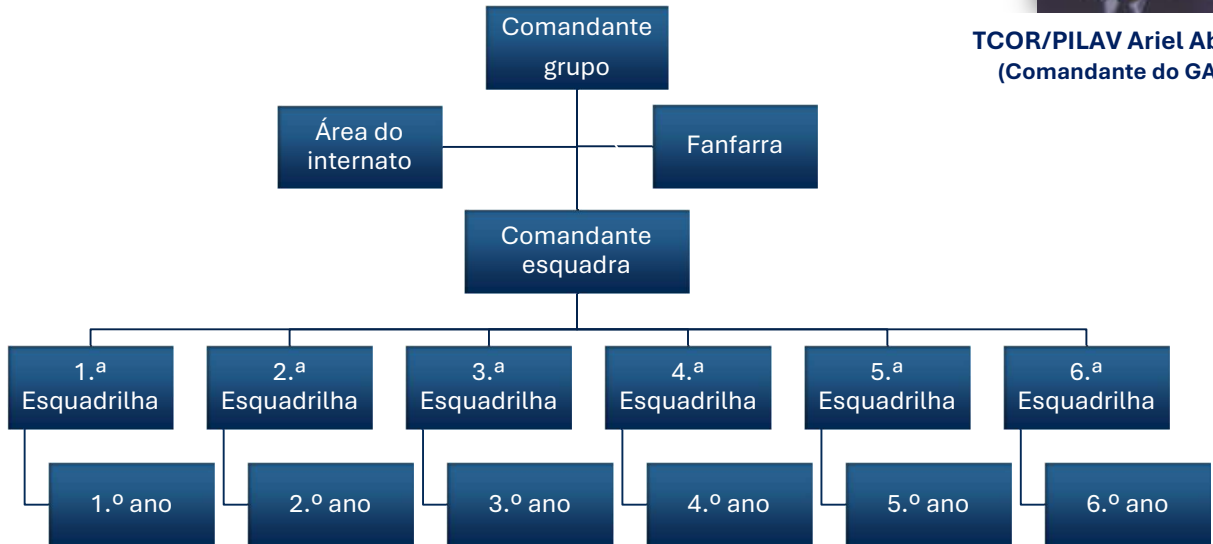 Comandante
grupo
TCOR/PILAV Ariel
(Comandante do
Área do
internato
Fanfarra
Comandante
esquadra
1.ª
Esquadrilha
2.ª
Esquadrilha
3.ª
Esquadrilha
4.ª
Esquadrilha
5.ª
Esquadrilha
6.ª
Esquadrilha
1.º ano
2.º ano
3.º ano
4.º ano
5.º ano
6.º ano